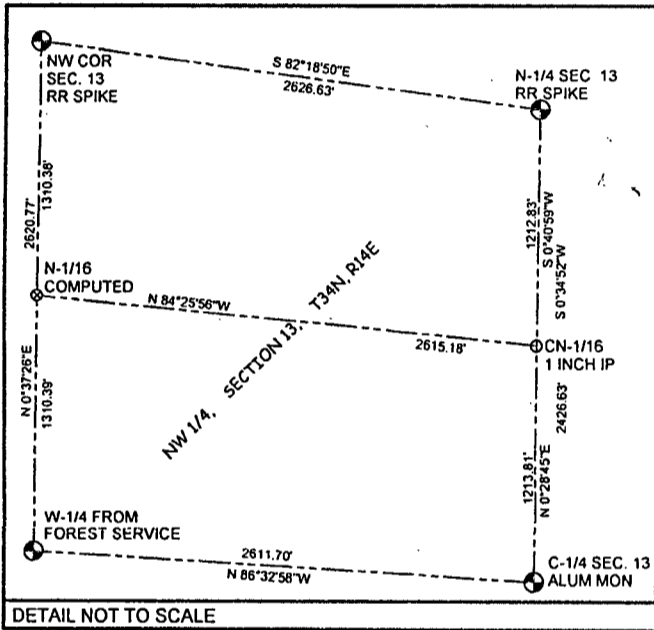 S 82°18'50"E
2626.63'
NW COR
SEC. 13
RR SPIKE
N-1/4 SEC 13
RR SPIKE
2620.77'
1310.38'
1212.83'
S 0°40'59"W
S 0°34'52"W
N-1/16
COMPUTED
N 84°25'56"W
2615.18'
CN-1/16
1 INCH IP
NW 1/4, SECTION 13, T34N, R14E
N 0°37'26"E
1310.39'
2426.63'
1213.81'
N 0°28'45"E
W-1/4 FROM
FOREST SERVICE
2611.70'
N 86°32'58"W
C-1/4 SEC. 13
ALUM MON
DETAIL NOT TO SCALE